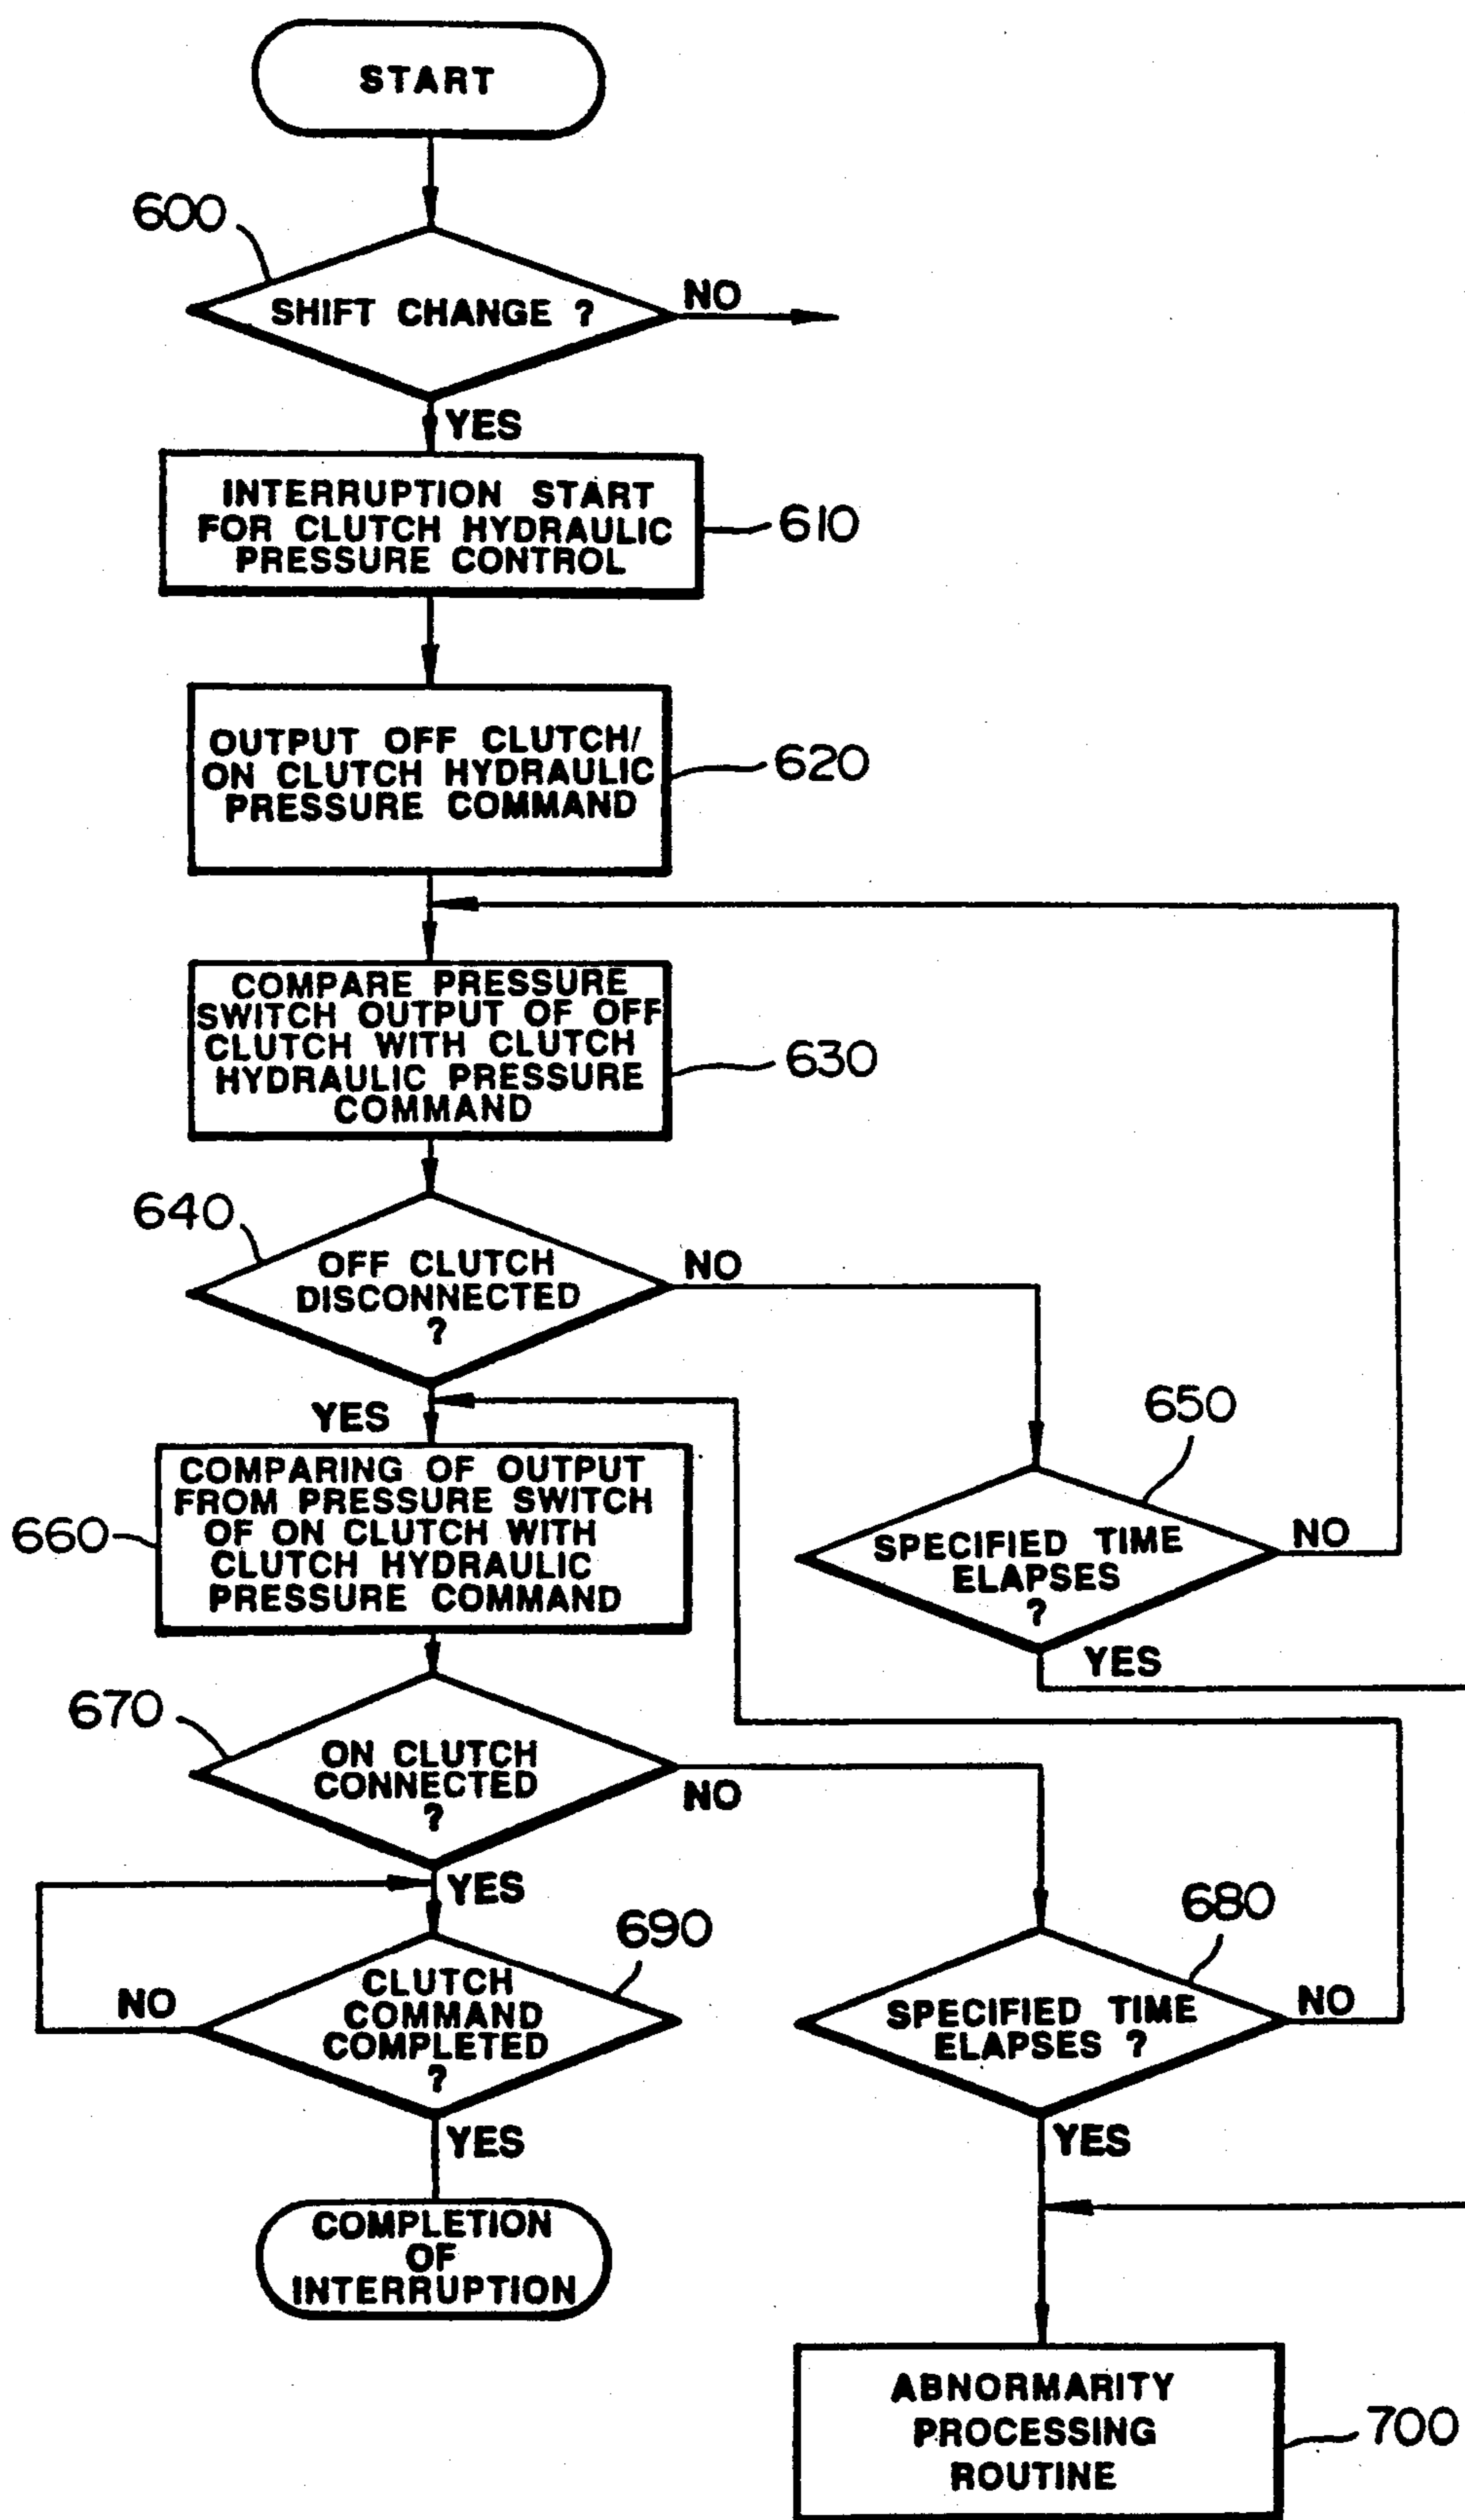 START
600
SHIFT CHANGE ?
NO
YES
INTERRUPTION START
FOR CLUTCH HYDRAULIC
PRESSURE CONTROL
610
OUTPUT OFF CLUTCH/
ON CLUTCH HYDRAULIC
PRESSURE COMMAND
620
COMPARE PRESSURE
SWITCH OUTPUT OF OFF
CLUTCH WITH CLUTCH
HYDRAULIC PRESSURE
COMMAND
630
640
OFF CLUTCH
DISCONNECTED
?
NO
YES
650
SPECIFIED TIME
ELAPSES
?
NO
YES
660
COMPARING OF OUTPUT
FROM PRESSURE SWITCH
OF ON CLUTCH WITH
CLUTCH HYDRAULIC
PRESSURE COMMAND
670
ON CLUTCH
CONNECTED
?
NO
YES
680
SPECIFIED TIME
ELAPSES ?
NO
YES
690
CLUTCH
COMMAND
COMPLETED
?
NO
YES
COMPLETION
OF
INTERRUPTION
ABNORMARITY
PROCESSING
ROUTINE
700